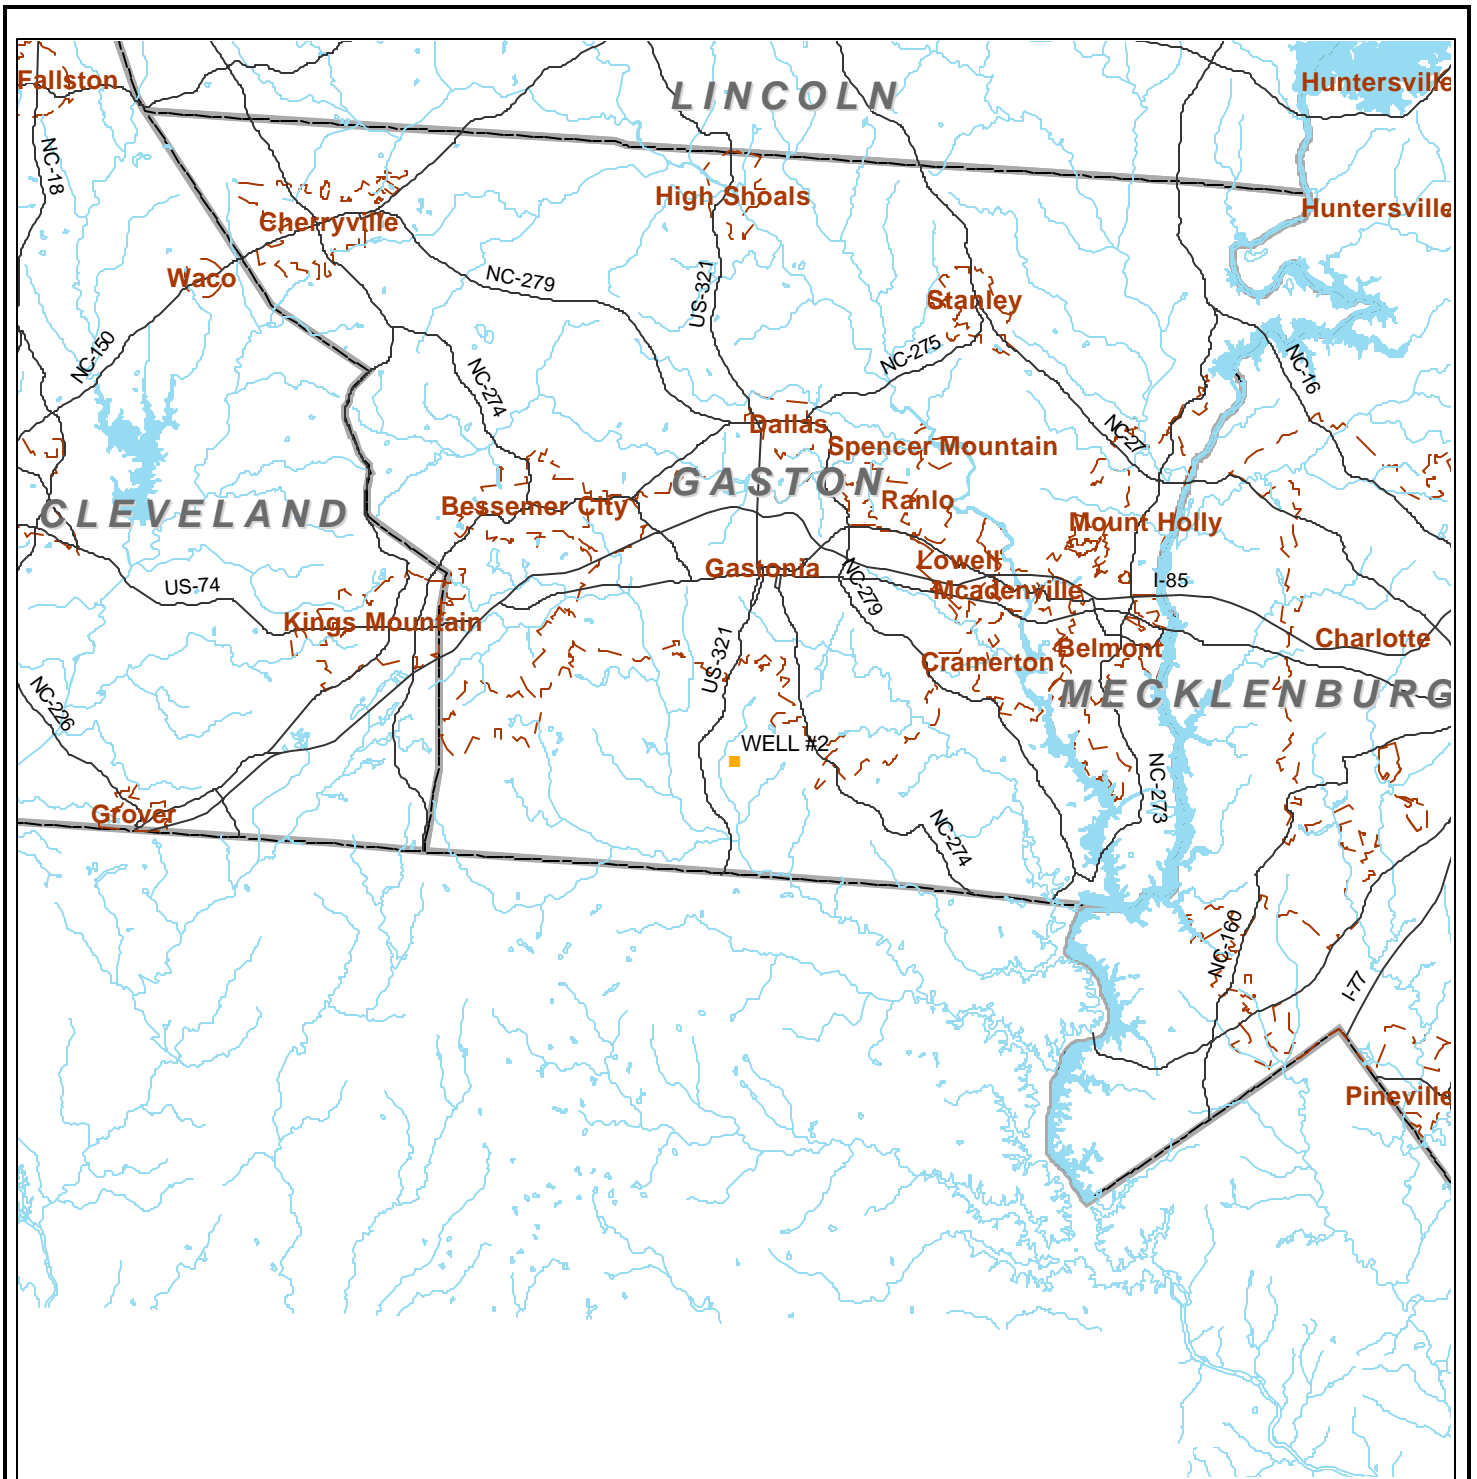 LINCOLN
Fallston
Huntersville
NC-18
High Shoals
Huntersville
Cherryville
Waco
NC-279
US-321
Stanley
NC-150
NC-275
NC-16
NC-274
Dallas
NC-27
Spencer Mountain
GASTON
Ranlo
Bessemer City
CLEVELAND
Mount Holly
Lowell
Gastonia
I-85
US-74
NC-279
Mcadenville
Kings Mountain
Charlotte
US-321
Cramerton
Belmont
MECKLENBURG
NC-226
WELL #2
NC-273
Grover
NC-274
NC-160
I-77
Pineville